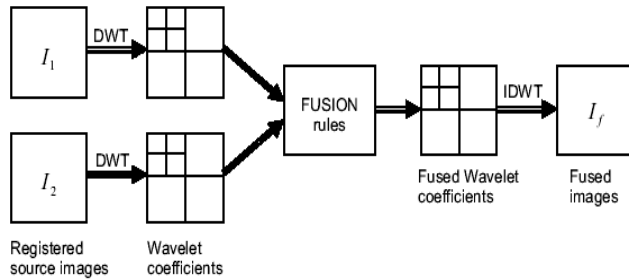 DWT
I1
FUSION
rules
IDWT
If
DWT
I2
Fused Wavelet
coefficients
Fused
images
Registered
source images
Wavelet
coefficients